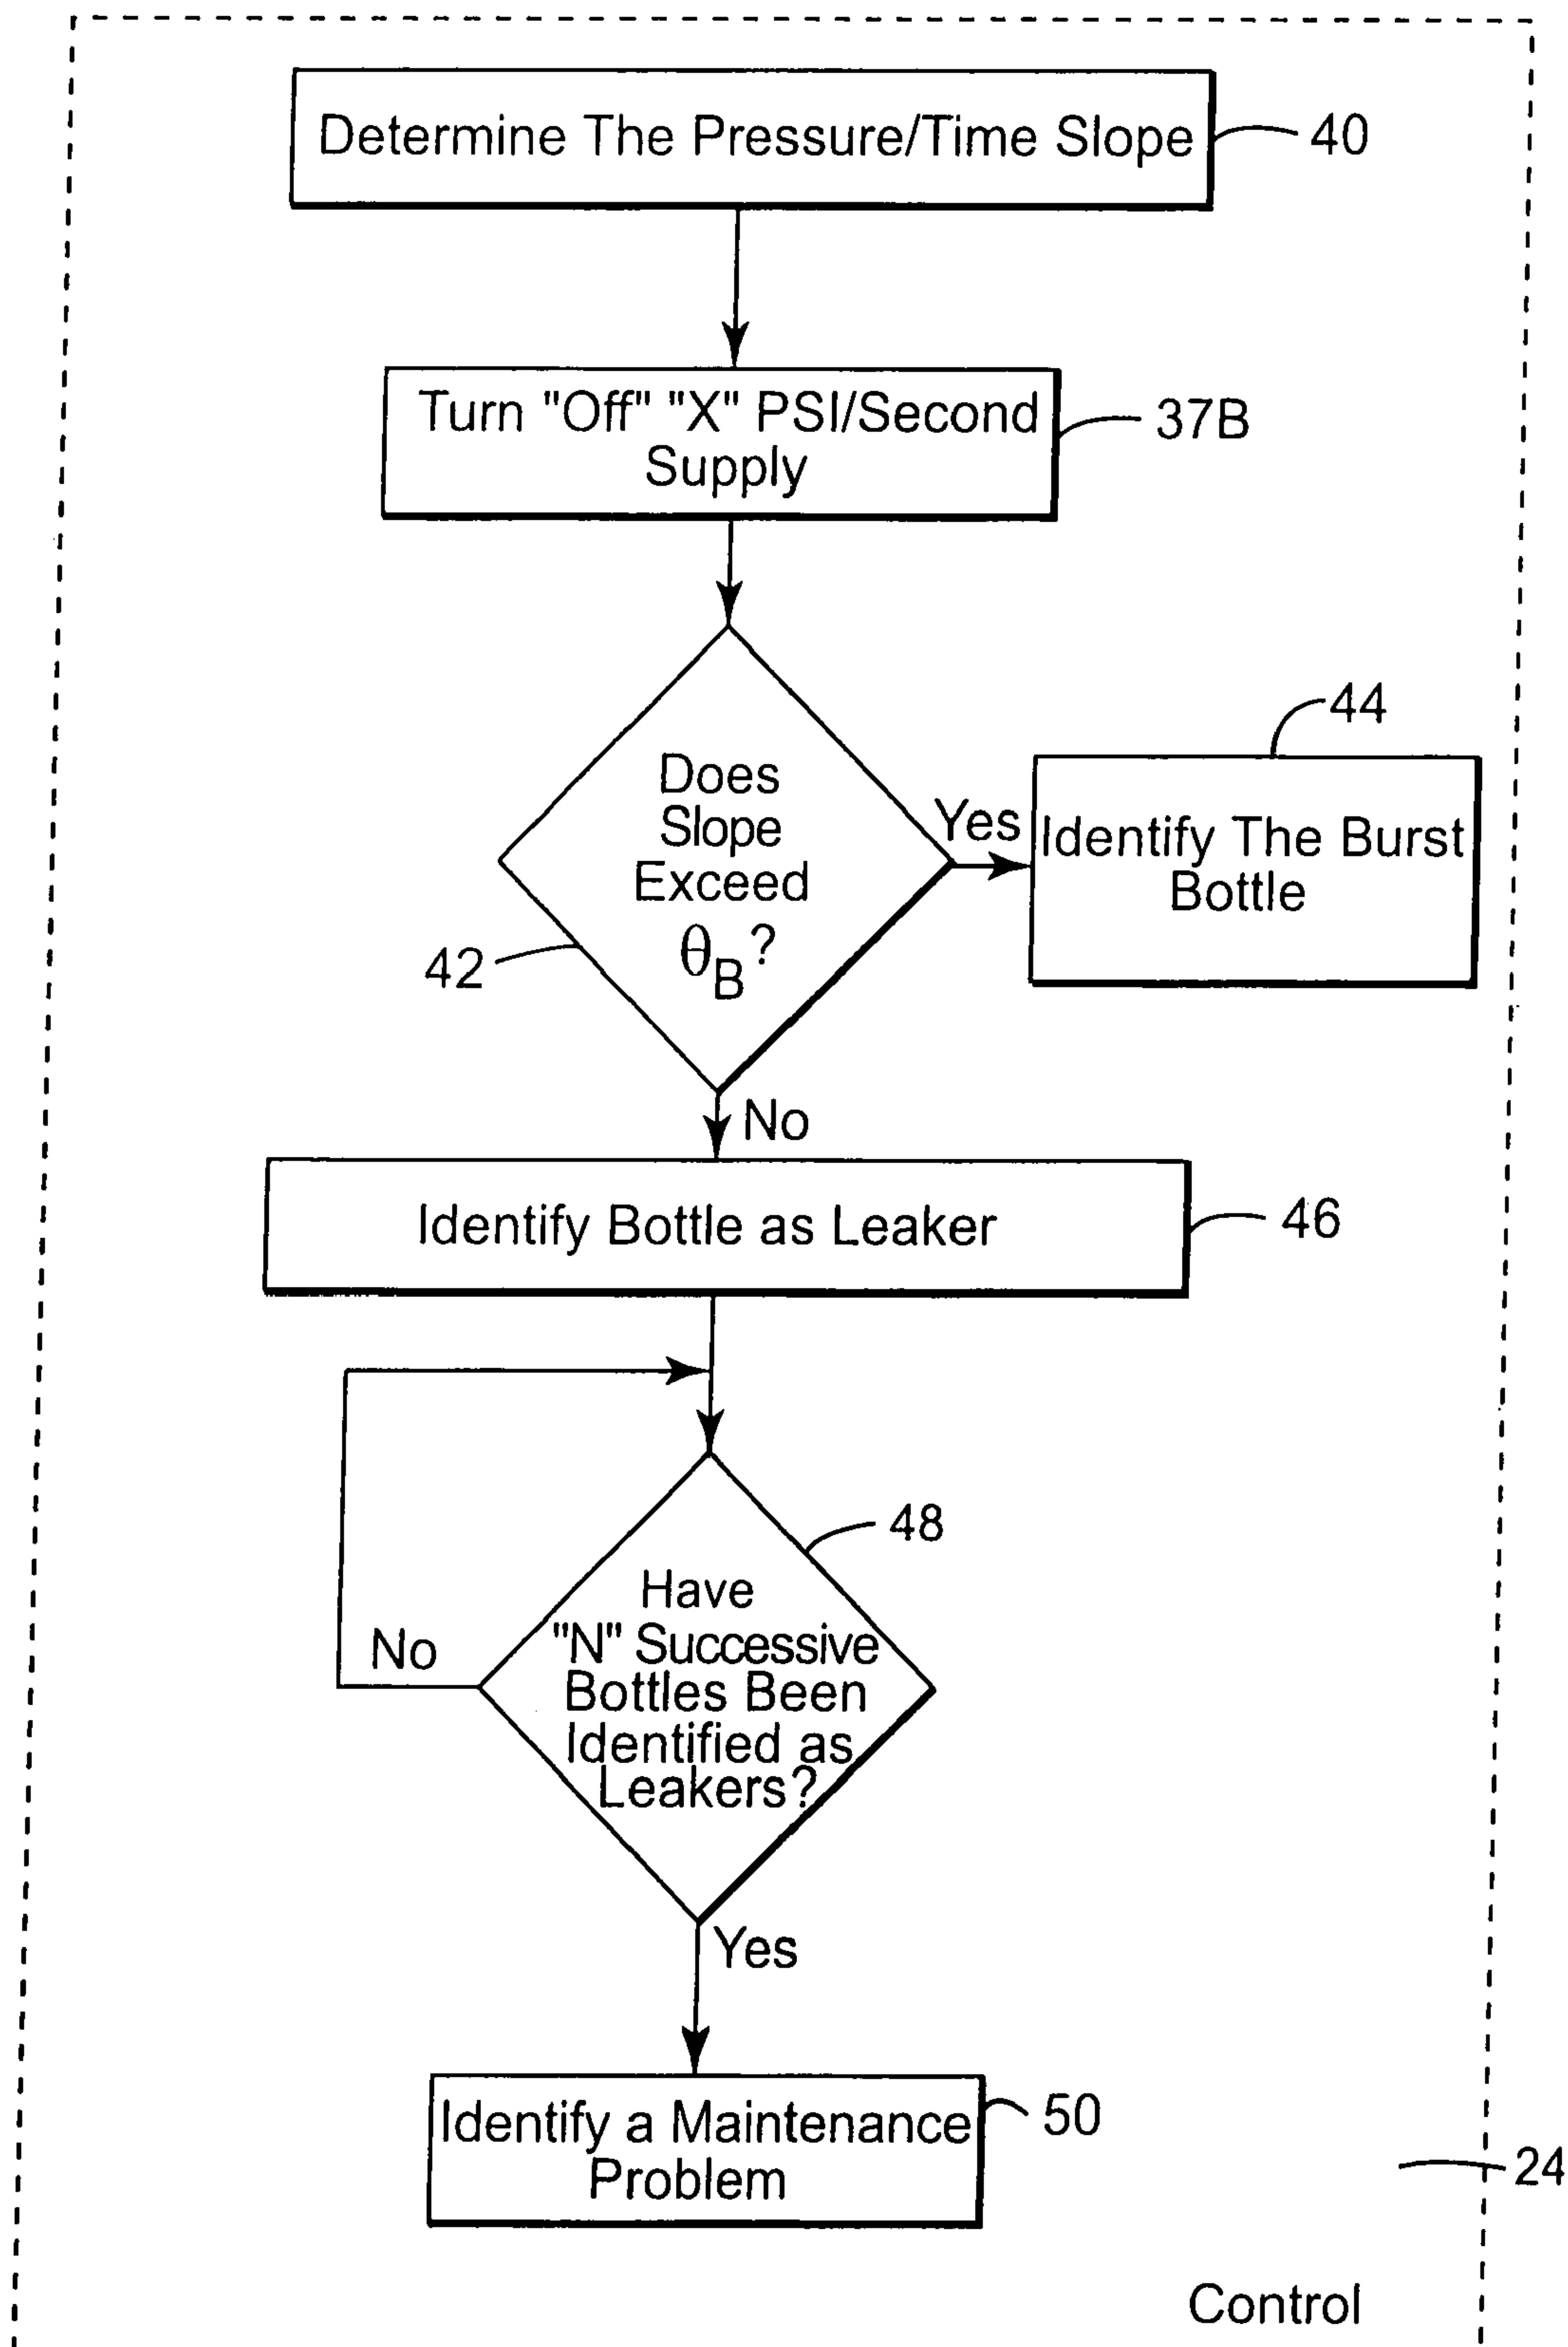 Determine The Pressure/Time Slope
40
Turn "Off" "X" PSI/Second
Supply
37B
Does
Slope
Exceed
θB?
42
Yes
44
Identify The Burst
Bottle
No
Identify Bottle as Leaker
46
48
Have
"N" Successive
Bottles Been
Identified as
Leakers?
No
Yes
Identify a Maintenance
Problem
50
24
Control